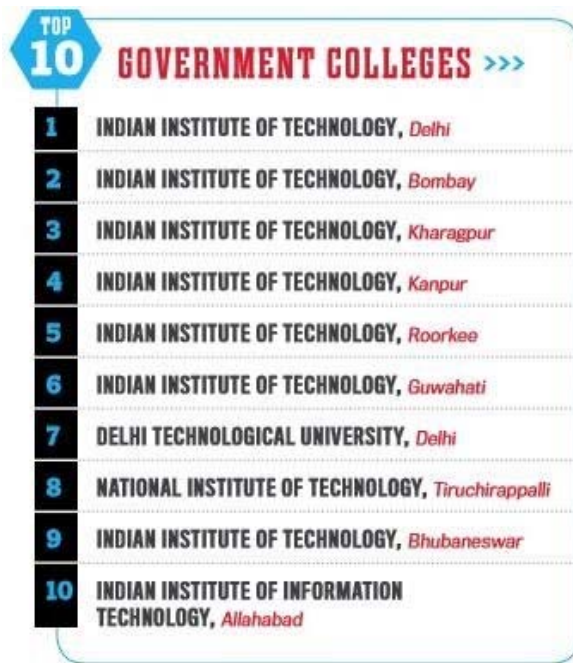 TOP
10
GOVERNMENT COLLEGES >>>
1 INDIAN INSTITUTE OF TECHNOLOGY, Delhi
2 INDIAN INSTITUTE OF TECHNOLOGY, Bombay
3 INDIAN INSTITUTE OF TECHNOLOGY, Kharagpur
4 INDIAN INSTITUTE OF TECHNOLOGY, Kanpur
5 INDIAN INSTITUTE OF TECHNOLOGY, Roorkee
6 INDIAN INSTITUTE OF TECHNOLOGY, Guwahati
7 DELHI TECHNOLOGICAL UNIVERSITY, Delhi
8 NATIONAL INSTITUTE OF TECHNOLOGY, Tiruchirappalli
9 INDIAN INSTITUTE OF TECHNOLOGY, Bhubaneswar
10 INDIAN INSTITUTE OF INFORMATION
TECHNOLOGY, Allahabad